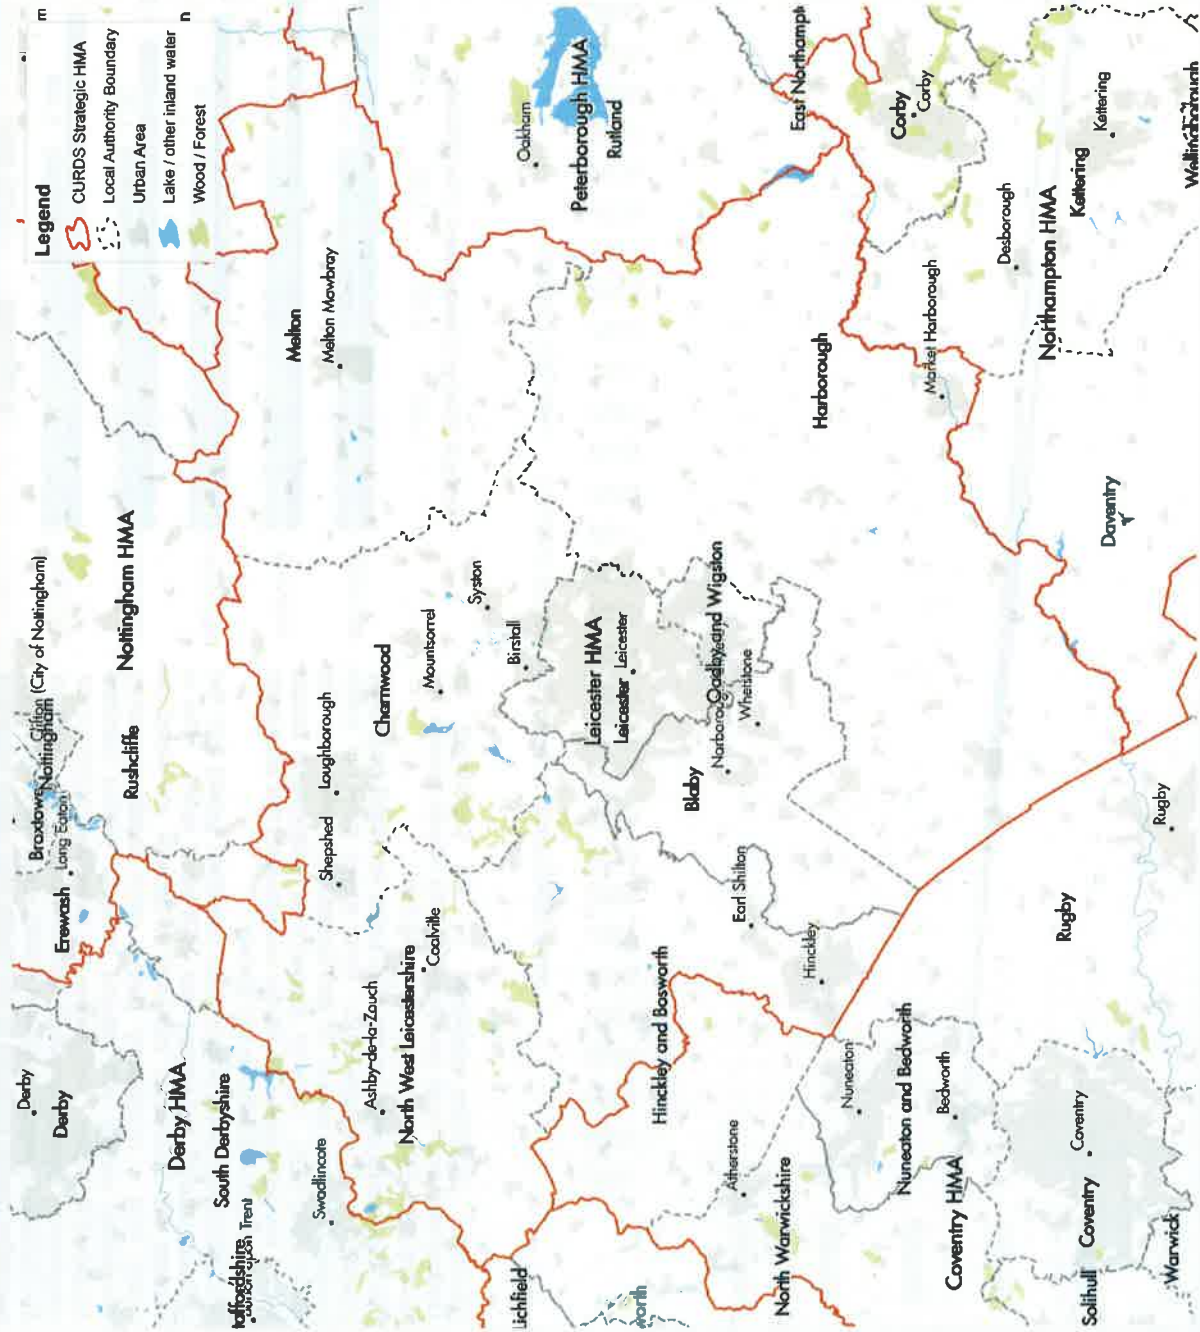 Legend
CURDS Strategic HMA
Local Authority Boundary
Urban Area
Lake / other inland water
Wood / Forest
m
n
Derby
Derby
Derby HMA
South Derbyshire
Swadlincote
Trent
Lichfield
Erewash
Long Eaton
Broxtowe
Nottingham
Clifton (City of Nottingham)
Rushcliffe
Nottingham HMA
Melton
Melton Mowbray
Oakham
Peterborough HMA
Rutland
Ashby-de-la-Zouch
North West Leicestershire
Coalville
Shepshed
Loughborough
Charnwood
Mountsorrel
Syston
Birstall
Leicester HMA
Leicester
Leicester
Oadby and Wigston
Whetstone
Blaby
Earl Shilton
Hinckley
Hinckley and Bosworth
Harborough
Market Harborough
East Northampt
Corby
Corby
Kettering
Kettering
Desborough
Northampton HMA
Daventry
Rugby
Rugby
Atherstone
North Warwickshire
Nuneaton
Nuneaton and Bedworth
Bedworth
Coventry HMA
Coventry
Coventry
Solihull
Warwick
worth